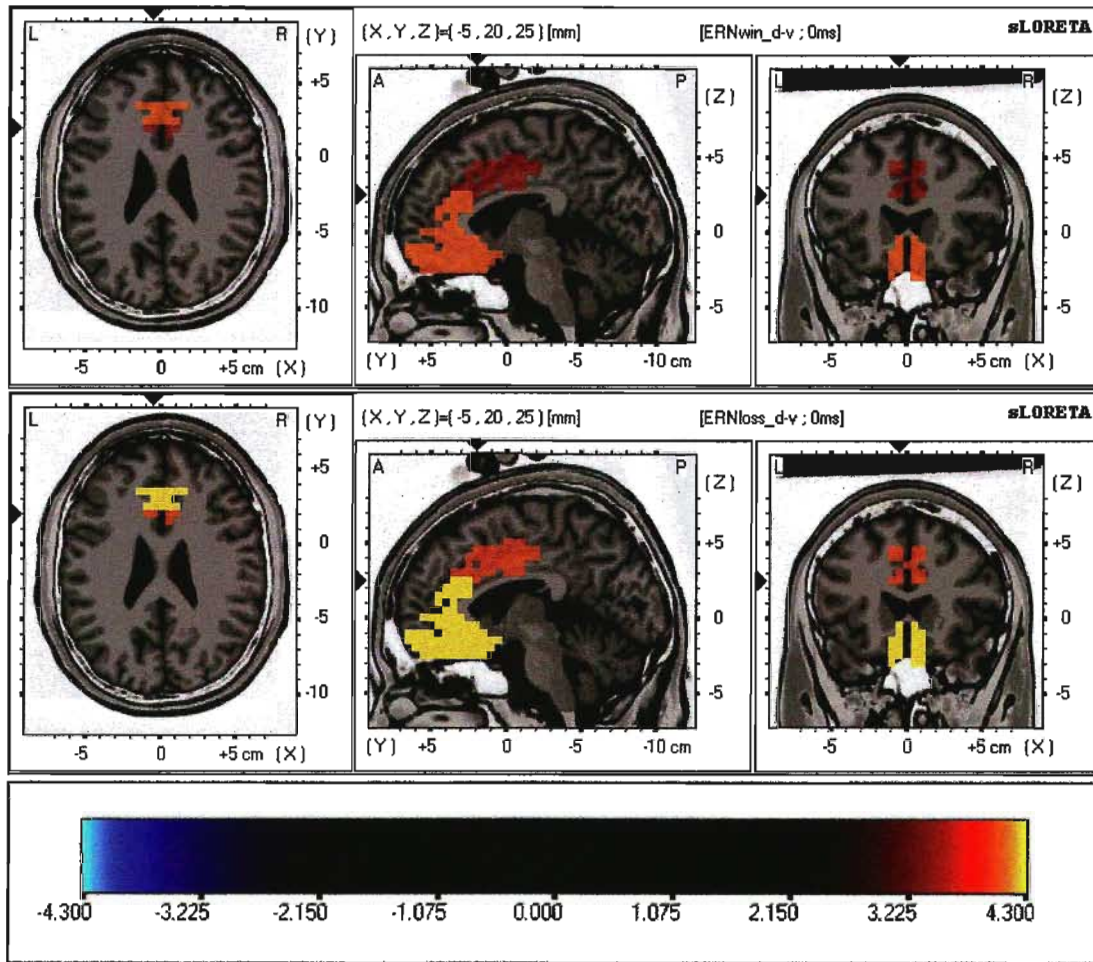 L R (Y) (X, Y, Z)=( -5, 20, 25 ) [mm] [ERNwin_d-v ; 0ms] sLORETA
A P L R (Z)
+5 0 -5 -10
+5 0 -5
+5 0 -5
-5 0 +5 cm (X)
(Y) +5 0 -5 -10 cm
-5 0 +5 cm (X)
L R (Y) (X, Y, Z)=( -5, 20, 25 ) [mm] [ERNloss_d-v ; 0ms] sLORETA
A P (Z) L R (Z)
+5 0 -5 -10
+5 0 -5
+5 0 -5
-5 0 +5 cm (X)
(Y) +5 0 -5 -10 cm
-5 0 +5 cm (X)
-4.300 -3.225 -2.150 -1.075 0.000 1.075 2.150 3.225 4.300